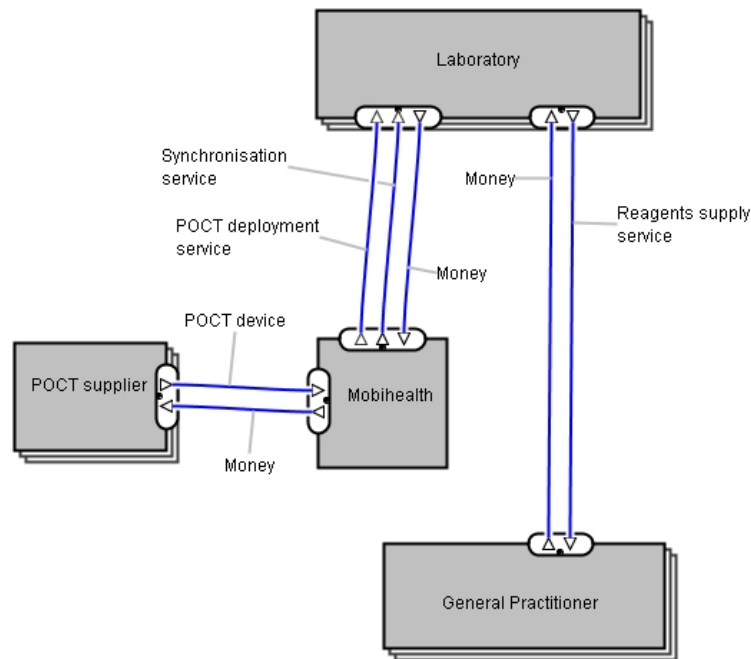 Laboratory
Synchronisation
service
Money
Reagents supply
service
POCT deployment
service
Money
POCT device
POCT supplier
Mobihealth
Money
General Practitioner